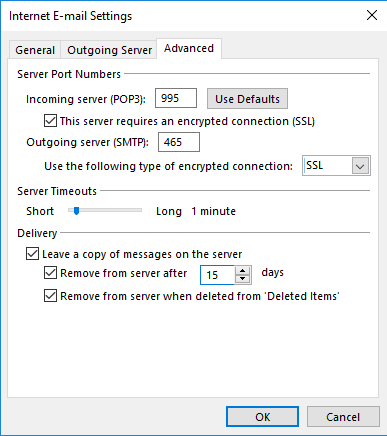 Internet E-mail Settings
General Outgoing Server Advanced
Server Port Numbers
Incoming server (POP3): 995 Use Defaults
This server requires an encrypted connection (SSL)
Outgoing server (SMTP): 465
Use the following type of encrypted connection: SSL
Server Timeouts
Short Long 1 minute
Delivery
Leave a copy of messages on the server
Remove from server after 15 days
Remove from server when deleted from 'Deleted Items'
OK Cancel